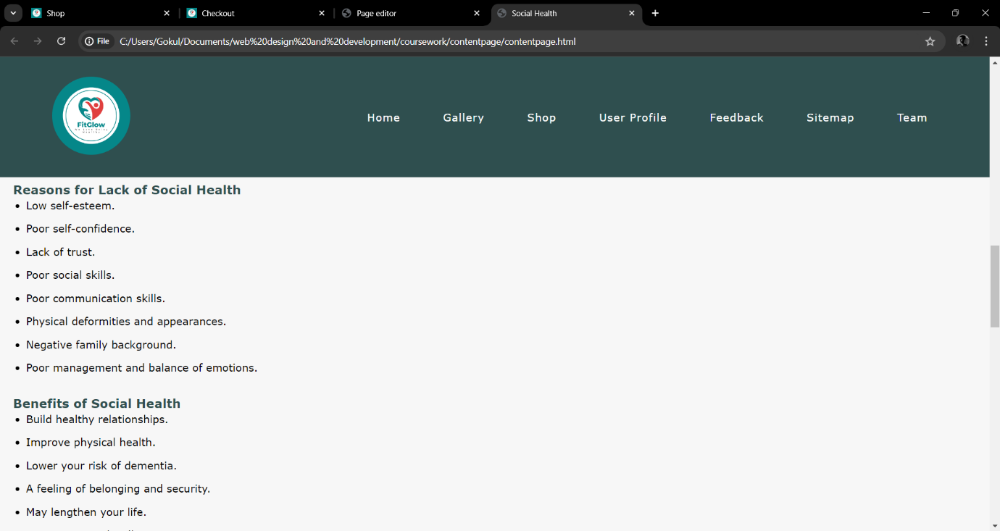 Shop
Checkout
Page editor
Social Health
File
C:/Users/Gokul/Documents/web%20design%20and%20development/coursework/contentpage/contentpage.html
FitGlow
Home
Gallery
Shop
User Profile
Feedback
Sitemap
Team
Reasons for Lack of Social Health
Low self-esteem.
Poor self-confidence.
Lack of trust.
Poor social skills.
Poor communication skills.
Physical deformities and appearances.
Negative family background.
Poor management and balance of emotions.
Benefits of Social Health
Build healthy relationships.
Improve physical health.
Lower your risk of dementia.
A feeling of belonging and security.
May lengthen your life.